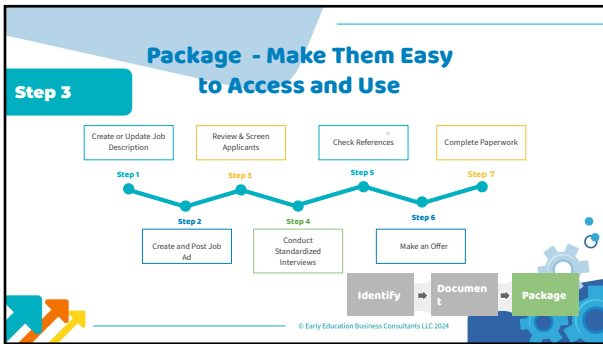 Package - Make Them Easy
to Access and Use
Step 3
Create or Update Job
Description
Review & Screen
Applicants
Check References
Complete Paperwork
Step 1
Step 3
Step 5
Step 7
Step 2
Step 4
Step 6
Create and Post Job
Ad
Conduct
Standardized
Interviews
Make an Offer
Identify
Documen
t
Package
© Early Education Business Consultants LLC 2024